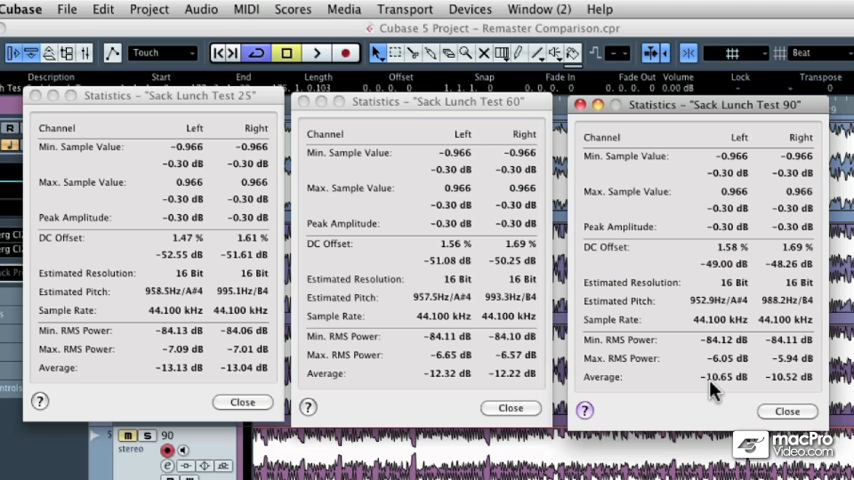 Cubase File Edit Project Audio MIDI Scores Media Transport Devices Window (2) Help
Cubase 5 Project - Remaster Comparison.cpr
Touch Beat
Description Start End Length Offset Snap Fade In Fade Out Volume Lock Transpose
1. 1. 1. 0 0.00 dB
Statistics - "Sack Lunch Test 25"
Channel Left Right
Min. Sample Value: -0.966 -0.966
-0.30 dB -0.30 dB
Max. Sample Value: 0.966 0.966
-0.30 dB -0.30 dB
Peak Amplitude: -0.30 dB -0.30 dB
DC Offset: 1.47 % 1.61 %
-52.55 dB -51.61 dB
Estimated Resolution: 16 Bit 16 Bit
Estimated Pitch: 958.5Hz/A#4 995.1Hz/B4
Sample Rate: 44.100 kHz 44.100 kHz
Min. RMS Power: -84.13 dB -84.06 dB
Max. RMS Power: -7.09 dB -7.01 dB
Average: -13.13 dB -13.04 dB
? Close
Statistics - "Sack Lunch Test 60"
Channel Left Right
Min. Sample Value: -0.966 -0.966
-0.30 dB -0.30 dB
Max. Sample Value: 0.966 0.966
-0.30 dB -0.30 dB
Peak Amplitude: -0.30 dB -0.30 dB
DC Offset: 1.56 % 1.69 %
-51.08 dB -50.25 dB
Estimated Resolution: 16 Bit 16 Bit
Estimated Pitch: 957.5Hz/A#4 993.3Hz/B4
Sample Rate: 44.100 kHz 44.100 kHz
Min. RMS Power: -84.11 dB -84.10 dB
Max. RMS Power: -6.65 dB -6.57 dB
Average: -12.32 dB -12.22 dB
? Close
Statistics - "Sack Lunch Test 90"
Channel Left Right
Min. Sample Value: -0.966 -0.966
-0.30 dB -0.30 dB
Max. Sample Value: 0.966 0.966
-0.30 dB -0.30 dB
Peak Amplitude: -0.30 dB -0.30 dB
DC Offset: 1.58 % 1.69 %
-49.00 dB -48.26 dB
Estimated Resolution: 16 Bit 16 Bit
Estimated Pitch: 952.9Hz/A#4 988.2Hz/B4
Sample Rate: 44.100 kHz 44.100 kHz
Min. RMS Power: -84.12 dB -84.11 dB
Max. RMS Power: -6.05 dB -5.94 dB
Average: -10.65 dB -10.52 dB
? Close
R
M S 90
stereo
e
macPro
Video.com